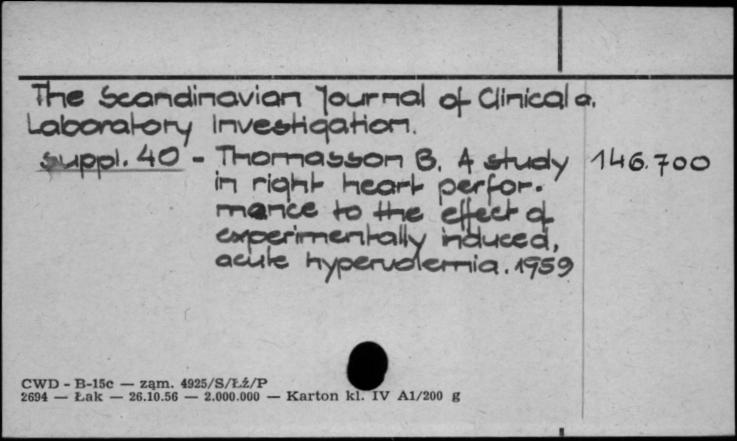 The Scandinavian Journal of Clinical a.
Laboratory Investigation.
Suppl. 40 - Thomasson B. A study 146.700
in right heart perfor-
mance to the effect of
experimentally induced,
acute hypervolemia. 1959
CWD - B-15c — ząm. 4925/S/Łź/P
2694 — Łak — 26.10.56 — 2.000.000 — Karton kl. IV A1/200 g